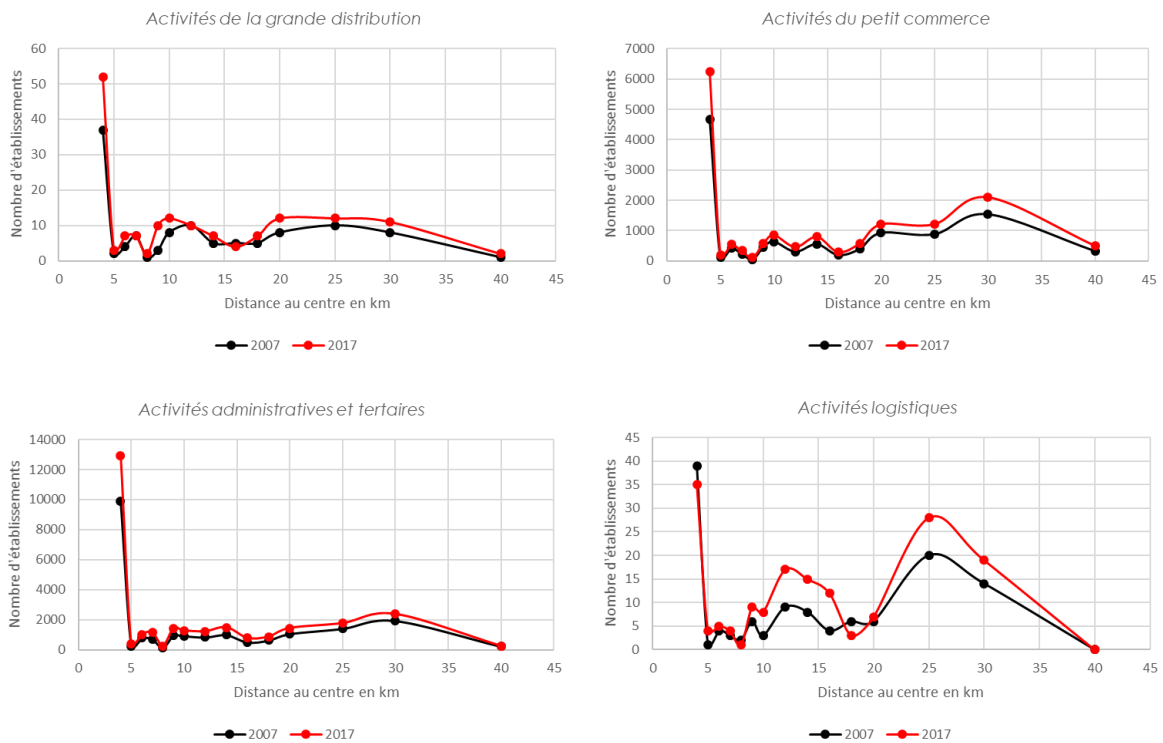 Activités de la grande distribution
Nombre d'établissements
60
50
40
30
20
10
0
0 5 10 15 20 25 30 35 40 45
Distance au centre en km
2007 2017
Activités du petit commerce
Nombre d'établissements
7000
6000
5000
4000
3000
2000
1000
0
0 5 10 15 20 25 30 35 40 45
Distance au centre en km
2007 2017
Activités administratives et tertaires
Nombre d'établissements
14000
12000
10000
8000
6000
4000
2000
0
0 5 10 15 20 25 30 35 40 45
Distance au centre en km
2007 2017
Activités logistiques
Nombre d'établissements
45
40
35
30
25
20
15
10
5
0
0 5 10 15 20 25 30 35 40 45
Distance au centre en km
2007 2017